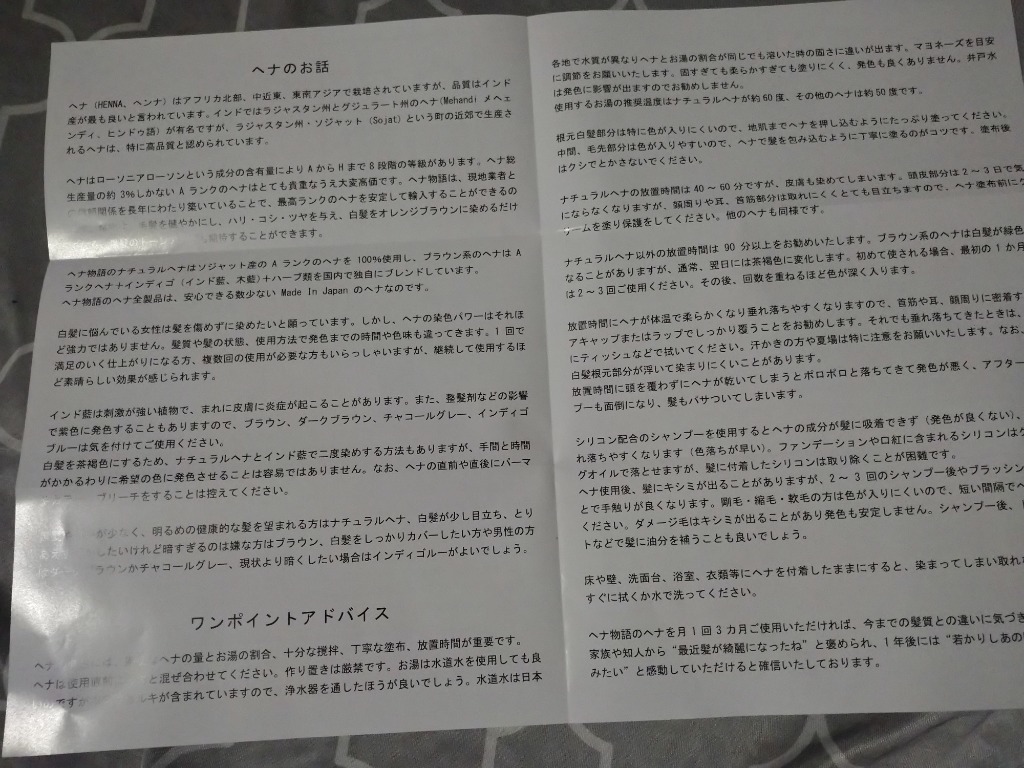 ヘナのお話
ヘナ (HENNA、ヘンナ) はアフリカ北部、中近東、東南アジアで栽培されていますが、品質はインド
産が最も良いと言われています。インドではラジャスタン州とグジュラート州のヘナ(Mehandi メヘェ
ンディ、ヒンドゥ語) が有名ですが、ラジャスタン州・ソジャット (Sojat) という町の近郊で生産さ
れるヘナは、特に高品質と認められています。
ヘナはローソニアローソンという成分の含有量により A から H まで 8 段階の等級があります。ヘナ総
生産量の約 3%しかない A ランクのヘナはとても貴重なうえ大変高価です。ヘナ物語は、現地業者と
関係を長年にわたり築いていることで、最高ランクのヘナを安定して輸入することができるの
髪を健やかにし、ハリ・コシ・ツヤを与え、白髪をオレンジブラウンに染めるだけ
することができます。
ヘナ物語のナチュラルヘナはソジャット産の A ランクのヘナを 100%使用し、ブラウン系のヘナは A
ランクヘナ+インディゴ (インド藍、木藍)+ハーブ類を国内で独自にブレンドしています。
ヘナ物語のヘナ全製品は、安心できる数少ない Made In Japan のヘナなのです。
白髪に悩んでいる女性は髪を傷めずに染めたいと願っています。しかし、ヘナの染色パワーはそれほ
ど強力ではありません。髪質や髪の状態、使用方法で発色までの時間や色味も違ってきます。1 回で
満足のいく仕上がりになる方、複数回の使用が必要な方もいらっしゃいますが、継続して使用するほ
ど素晴らしい効果が感じられます。
インド藍は刺激が強い植物で、まれに皮膚に炎症が起こることがあります。また、整髪剤などの影響
で紫色に発色することもありますので、ブラウン、ダークブラウン、チャコールグレー、インディゴ
ブルーは気を付けてご使用ください。
白髪を茶褐色にするため、ナチュラルヘナとインド藍で二度染めする方法もありますが、手間と時間
がかかるわりに希望の色に発色させることは容易ではありません。なお、ヘナの直前や直後にパーマ
ブリーチをすることは控えてください。
が少なく、明るめの健康的な髪を望まれる方はナチュラルヘナ、白髪が少し目立ち、とり
したいけれど暗すぎるのは嫌な方はブラウン、白髪をしっかりカバーしたい方や男性の方
ラウンかチャコールグレー、現状より暗くしたい場合はインディゴルーがよいでしょう。
ワンポイントアドバイス
ヘナの量とお湯の割合、十分な撹拌、丁寧な塗布、放置時間が重要です。
ヘナは使用直前 と混ぜ合わせてください。作り置きは厳禁です。お湯は水道水を使用しても良
ですが キが含まれていますので、浄水器を通したほうが良いでしょう。水道水は日本
各地で水質が異なりヘナとお湯の割合が同じでも溶いた時の固さに違いが出ます。マヨネーズを目安
に調節をお願いいたします。固すぎても柔らかすぎても塗りにくく、発色も良くありません。井戸水
は発色に影響が出ますのでお勧めしません。
使用するお湯の推奨温度はナチュラルヘナが約 60 度、その他のヘナは約 50 度です。
根元白髪部分は特に色が入りにくいので、地肌までヘナを押し込むようにたっぷり塗ってください。
中間、毛先部分は色が入りやすいので、ヘナで髪を包み込むように丁寧に塗るのがコツです。塗布後
はクシでとかさないでください。
ナチュラルヘナの放置時間は 40～60 分ですが、皮膚も染めてしまいます。頭皮部分は 2～3 日で気
にならなくなりますが、額周りや耳、首筋部分は取れにくくとても目立ちますので、ヘナ塗布前にク
リームを塗り保護をしてください。他のヘナも同様です。
ナチュラルヘナ以外の放置時間は 90 分以上をお勧めいたします。ブラウン系のヘナは白髪が緑色
なることがありますが、通常、翌日には茶褐色に変化します。初めて使される場合、最初の 1 か月
は 2～3 回ご使用ください。その後、回数を重ねるほど色が深く入ります。
放置時間にヘナが体温で柔らかくなり垂れ落ちやすくなりますので、首筋や耳、額周りに密着す
アキャップまたはラップでしっかり覆うことをお勧めします。それでも垂れ落ちてきたときは、
にティッシュなどで拭いてください。汗かきの方や夏場は特に注意をお願いいたします。なお、
白髪根元部分が浮いて染まりにくいことがあります。
放置時間に頭を覆わずにヘナが乾いてしまうとボロボロと落ちてきて発色が悪く、アフター
プーも面倒になり、髪もパサついてしまいます。
シリコン配合のシャンプーを使用するとヘナの成分が髪に吸着できず (発色が良くない)、
れ落ちやすくなります (色落ちが早い)。ファンデーションや口紅に含まれるシリコンはク
グオイルで落とせますが、髪に付着したシリコンは取り除くことが困難です。
ヘナ使用後、髪にキシミが出ることがありますが、2～ 3 回のシャンプー後やブラッシン
とで手触りが良くなります。剛毛・縮毛・軟毛の方は色が入りにくいので、短い間隔でヘ
ください。ダメージ毛はキシミが出ることがあり発色も安定しません。シャンプー後、
トなどで髪に油分を補うことも良いでしょう。
床や壁、洗面台、浴室、衣類等にヘナを付着したままにすると、染まってしまい取れ
すぐに拭くか水で洗ってください。
ヘナ物語のヘナを月 1 回 3 カ月ご使用いただければ、今までの髪質との違いに気づき
家族や知人から“最近髪が綺麗になったね”と褒められ、1 年後には“若かりしあの
みたい”と感動していただけると確信いたしております。